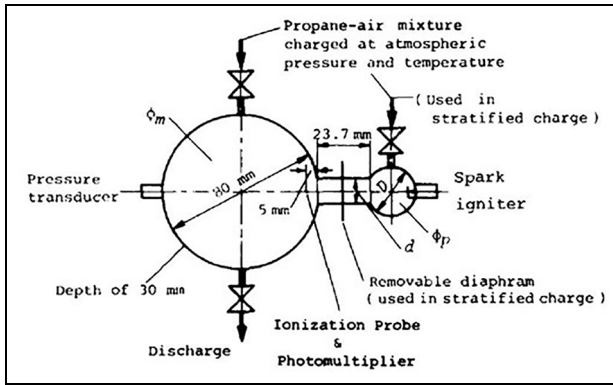 Propane-air mixture
charged at atmospheric
pressure and temperature
(Used in
stratified charge)
ϕm
23.7 mm
80 mm
Pressure
transducer
5 mm
D
Spark
igniter
d
ϕp
Depth of 30 mm
Removable diaphram
(used in stratified charge)
Ionization Probe
&
Photomultiplier
Discharge